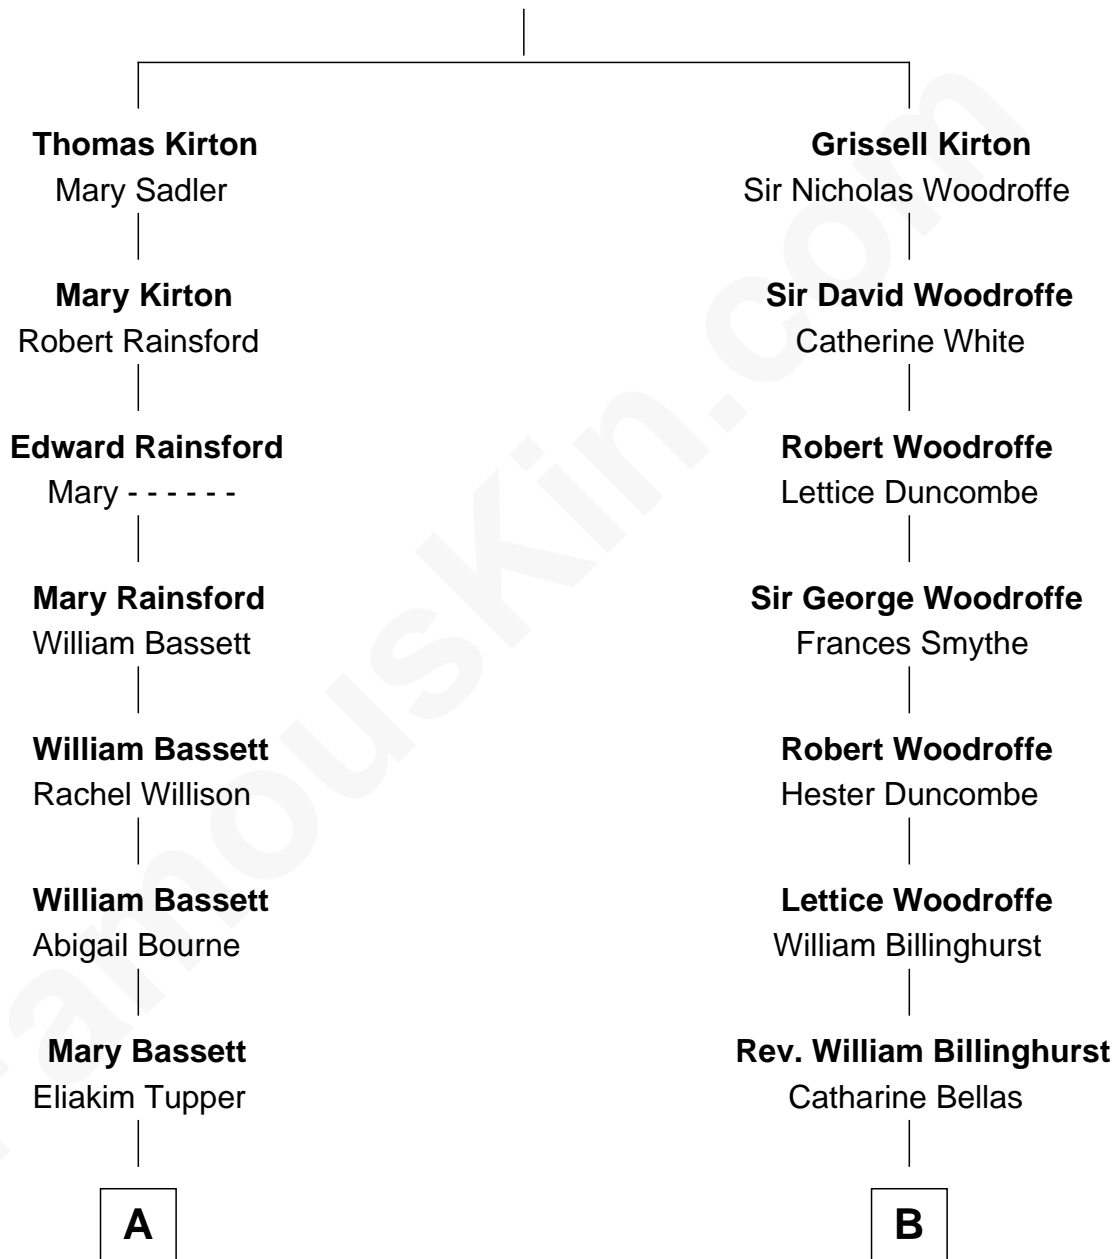 Thomas Kirton
Mary Sadler
Mary Kirton
Robert Rainsford
Edward Rainsford
Mary - - - - - -
Mary Rainsford
William Bassett
William Bassett
Rachel Willison
William Bassett
Abigail Bourne
Mary Bassett
Eliakim Tupper
A
Grissell Kirton
Sir Nicholas Woodroffe
Sir David Woodroffe
Catherine White
Robert Woodroffe
Lettice Duncombe
Sir George Woodroffe
Frances Smythe
Robert Woodroffe
Hester Duncombe
Lettice Woodroffe
William Billinghurst
Rev. William Billinghurst
Catharine Bellas
B
FamousKin.com